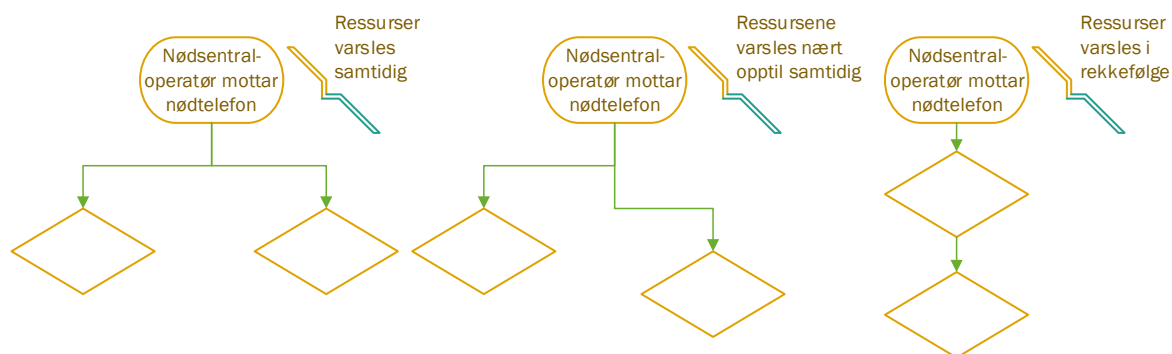 Nødsentral-
operatør mottar
nødtelefon
Ressurser
varsles
samtidig
Nødsentral-
operatør mottar
nødtelefon
Ressursene
varsles nært
opptil samtidig
Nødsentral-
operatør mottar
nødtelefon
Ressurser
varsles i
rekkefølge